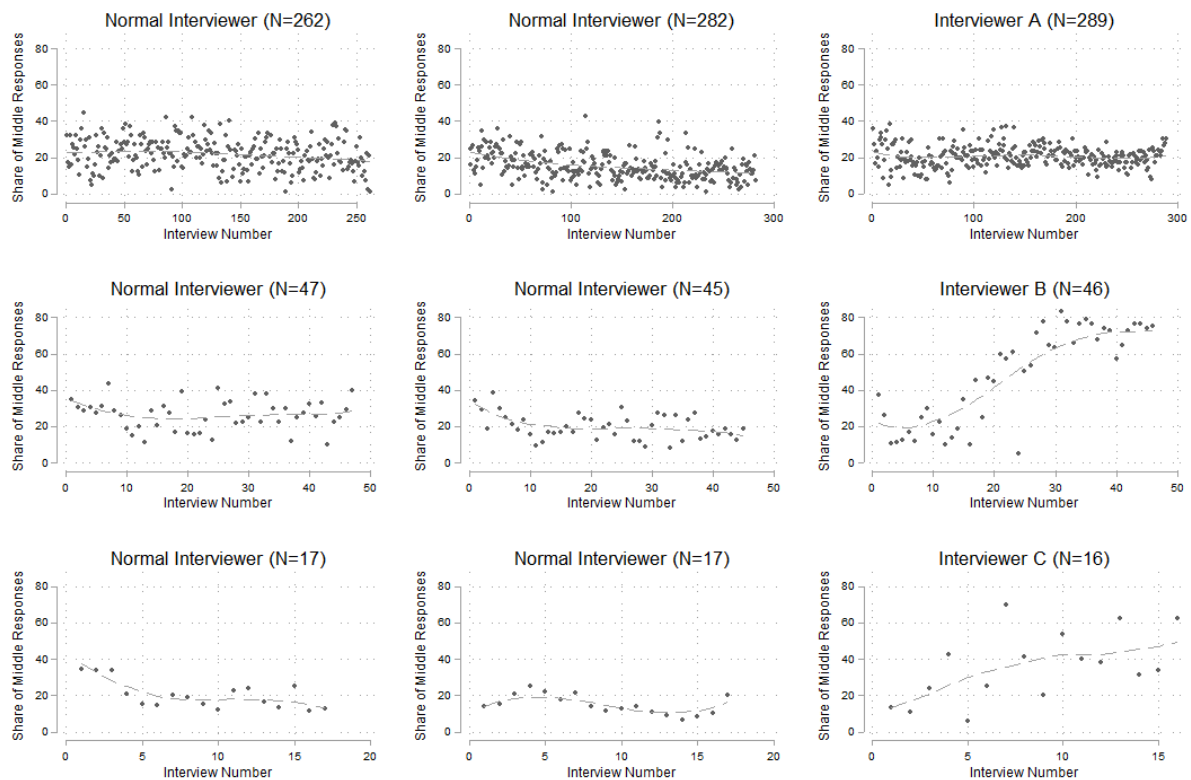 Normal Interviewer (N=262)
Share of Middle Responses
80
60
40
20
0
0 50 100 150 200 250
Interview Number
Normal Interviewer (N=282)
Share of Middle Responses
80
60
40
20
0
0 100 200 300
Interview Number
Interviewer A (N=289)
Share of Middle Responses
80
60
40
20
0
0 100 200 300
Interview Number
Normal Interviewer (N=47)
Share of Middle Responses
80
60
40
20
0
0 10 20 30 40 50
Interview Number
Normal Interviewer (N=45)
Share of Middle Responses
80
60
40
20
0
0 10 20 30 40 50
Interview Number
Interviewer B (N=46)
Share of Middle Responses
80
60
40
20
0
0 10 20 30 40 50
Interview Number
Normal Interviewer (N=17)
Share of Middle Responses
80
60
40
20
0
0 5 10 15 20
Interview Number
Normal Interviewer (N=17)
Share of Middle Responses
80
60
40
20
0
0 5 10 15 20
Interview Number
Interviewer C (N=16)
Share of Middle Responses
80
60
40
20
0
0 5 10 15
Interview Number